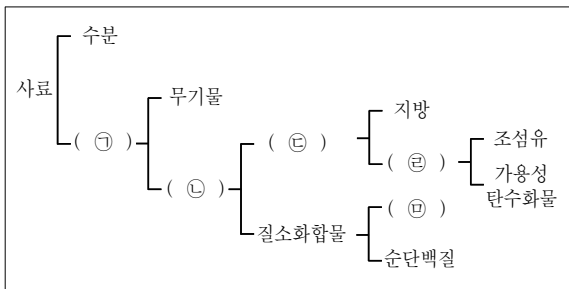 수분
사료
무기물
( ㉠ )
지방
( ㉢ )
조섬유
( ㉣ )
( ㉡ )
가용성
탄수화물
( ㉤ )
질소화합물
순단백질